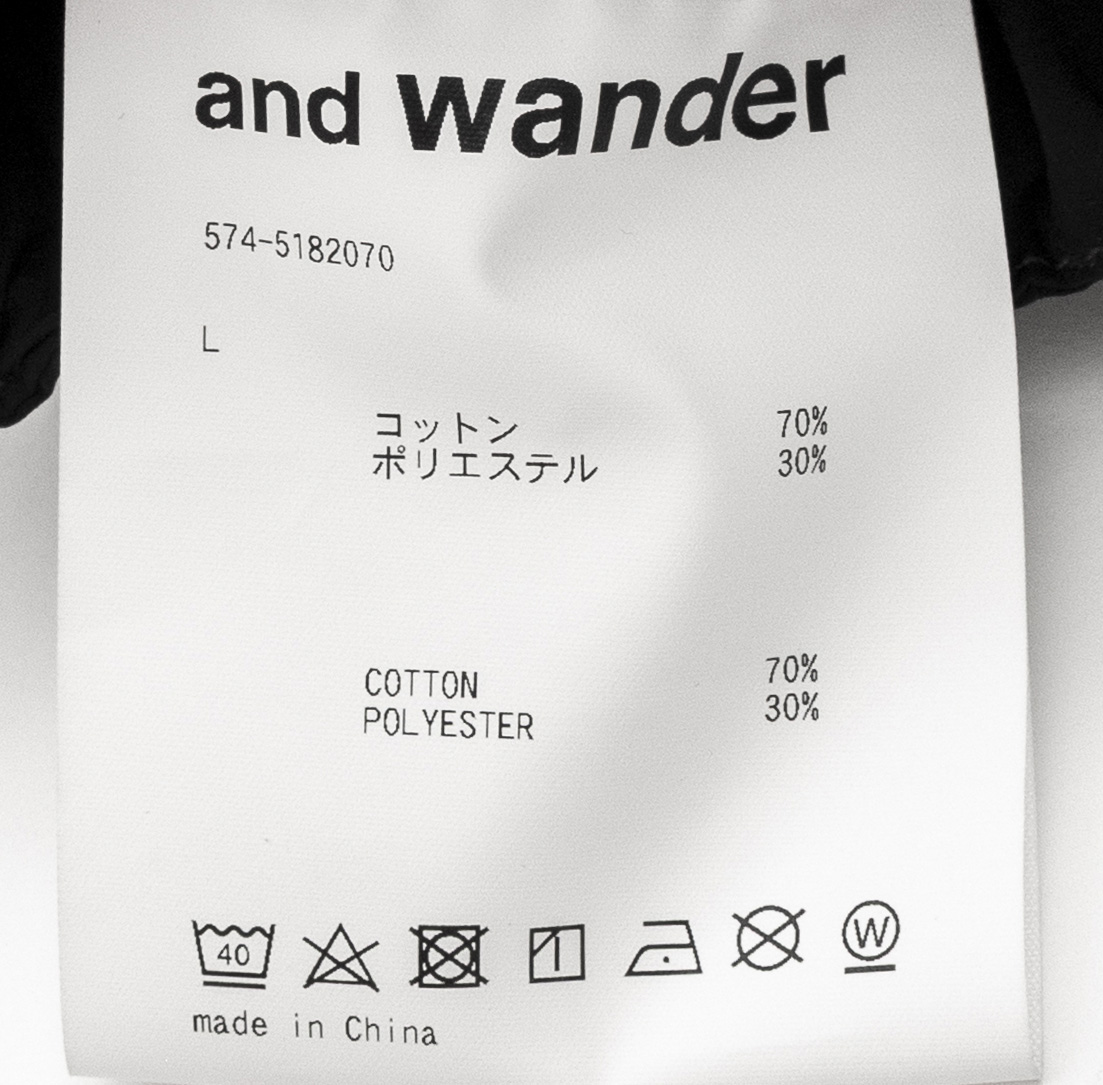 and wander
574-5182070
L
コットン 70%
ポリエステル 30%
COTTON 70%
POLYESTER 30%
40 W
made in China